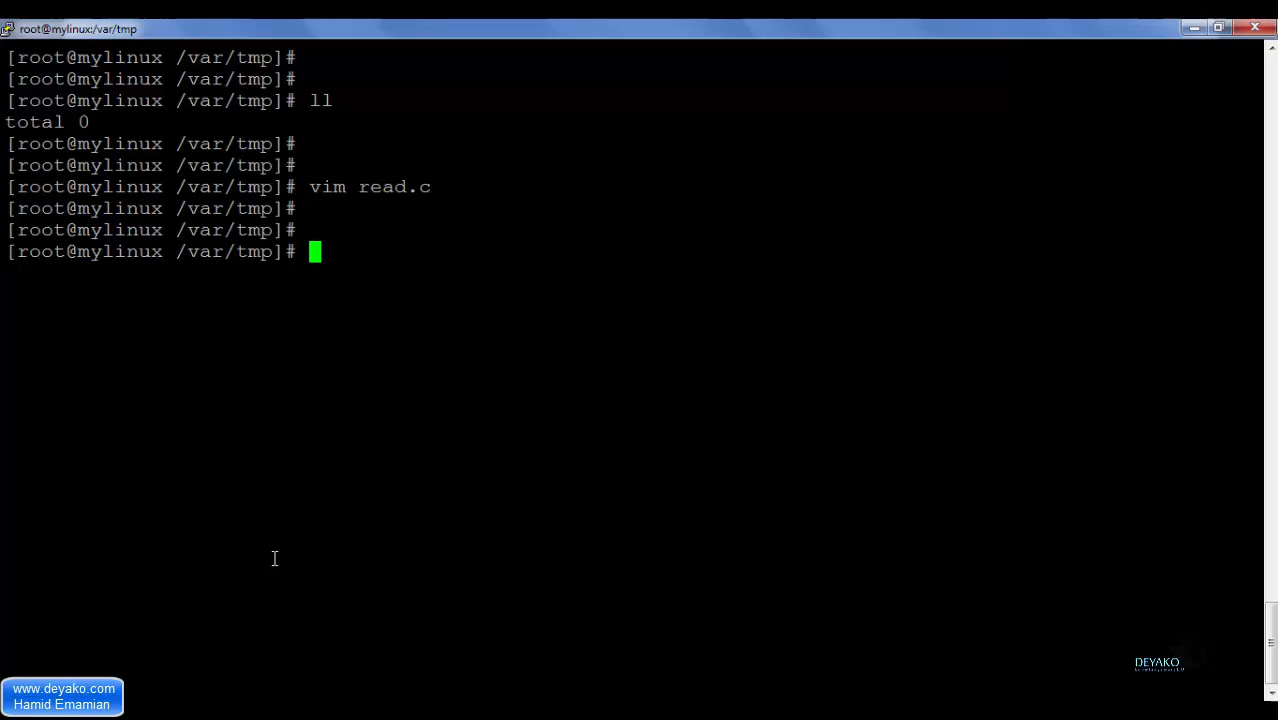 root@mylinux:/var/tmp
[root@mylinux /var/tmp]#
[root@mylinux /var/tmp]#
[root@mylinux /var/tmp]# ll
total 0
[root@mylinux /var/tmp]#
[root@mylinux /var/tmp]#
[root@mylinux /var/tmp]# vim read.c
[root@mylinux /var/tmp]#
[root@mylinux /var/tmp]#
[root@mylinux /var/tmp]#
DEYAKO
www.deyako.com
Hamid Emamian